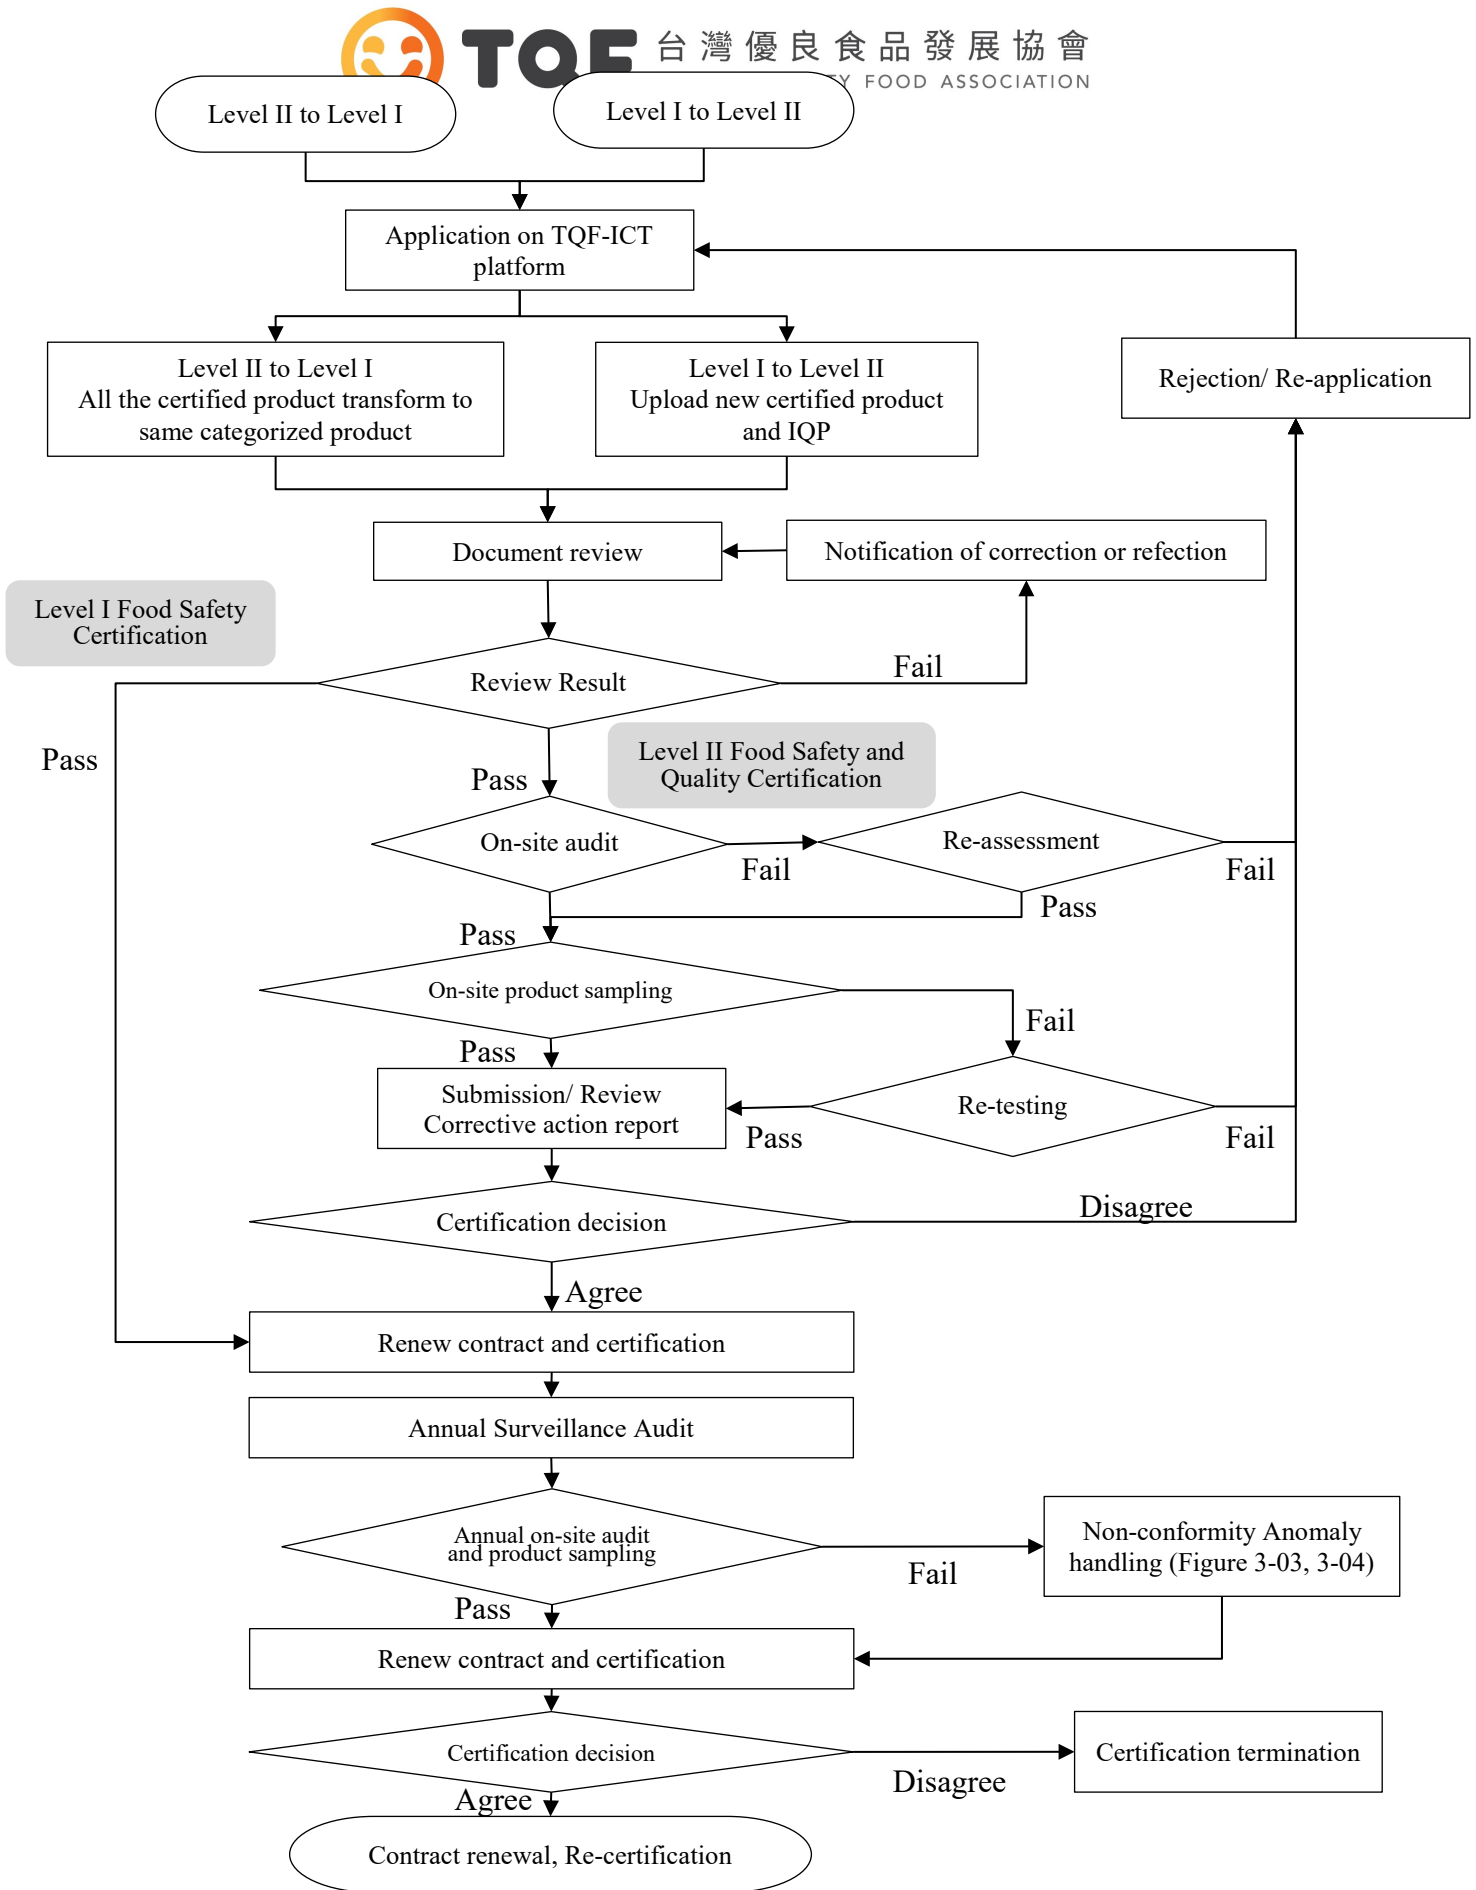 TQF 台灣優良食品發展協會
FOOD ASSOCIATION
Level II to Level I
Level I to Level II
Application on TQF-ICT
platform
Level II to Level I
All the certified product transform to
same categorized product
Level I to Level II
Upload new certified product
and IQP
Rejection/ Re-application
Document review
Notification of correction or refection
Level I Food Safety
Certification
Review Result
Fail
Pass
Level II Food Safety and
Quality Certification
Pass
On-site audit
Fail
Re-assessment
Fail
Pass
Pass
On-site product sampling
Fail
Pass
Submission/ Review
Corrective action report
Re-testing
Pass
Fail
Certification decision
Disagree
Agree
Renew contract and certification
Annual Surveillance Audit
Annual on-site audit
and product sampling
Fail
Non-conformity Anomaly
handling (Figure 3-03, 3-04)
Pass
Renew contract and certification
Certification decision
Disagree
Certification termination
Agree
Contract renewal, Re-certification